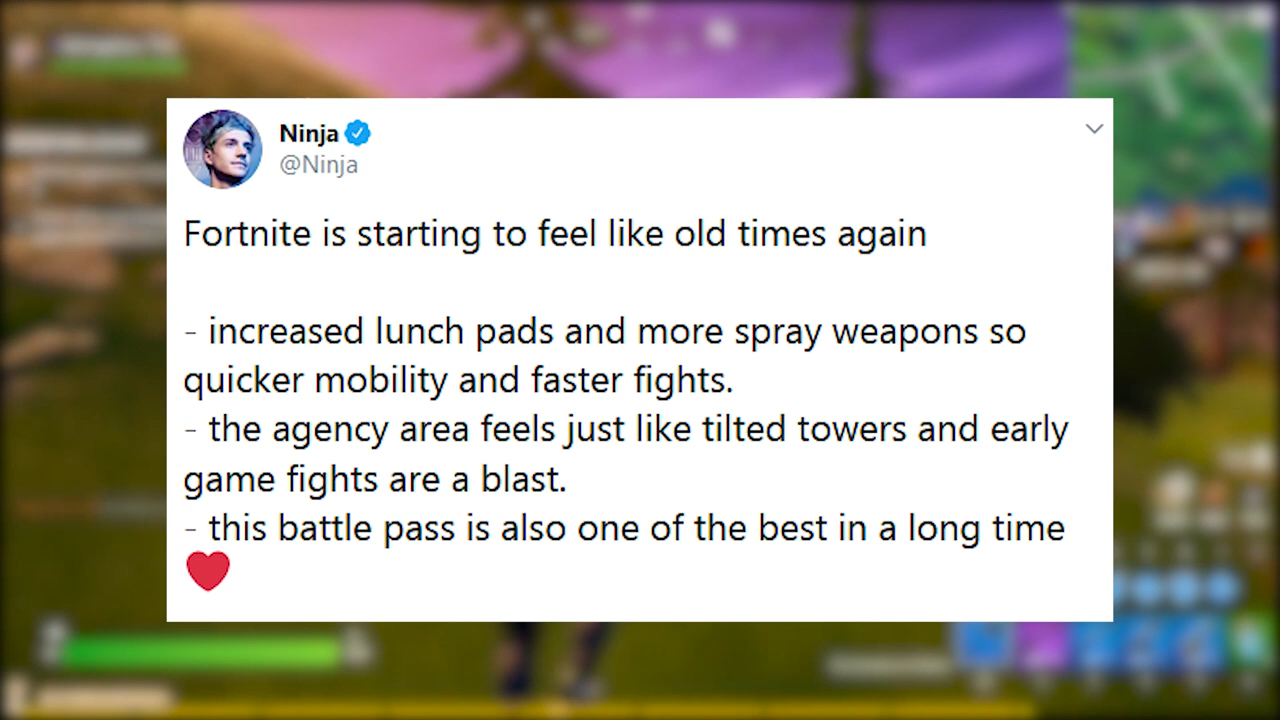 Ninja
@Ninja
Fortnite is starting to feel like old times again
- increased lunch pads and more spray weapons so
quicker mobility and faster fights.
- the agency area feels just like tilted towers and early
game fights are a blast.
- this battle pass is also one of the best in a long time
❤